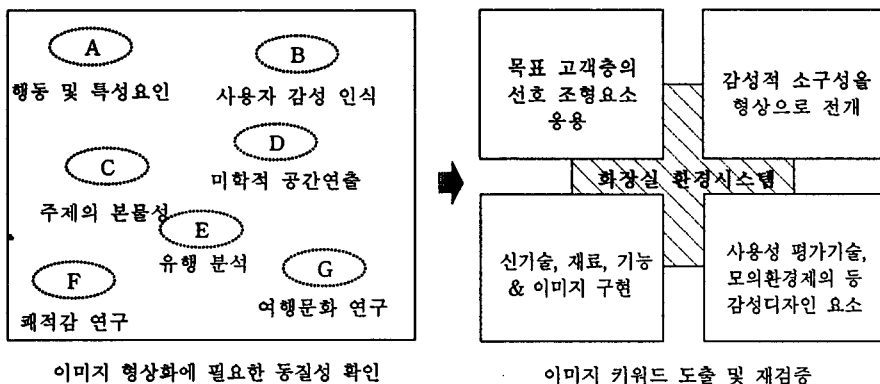 A
행동 및 특성요인
B
사용자 감성 인식
C
주제의 본물성
D
미학적 공간연출
E
유행 분석
F
쾌적감 연구
G
여행문화 연구
이미지 형상화에 필요한 동질성 확인
목표 고객층의
선호 조형요소
응용
감성적 소구성을
형상으로 전개
화장실 환경시스템
신기술, 재료, 기능
& 이미지 구현
사용성 평가기술,
모의환경제의 등
감성디자인 요소
이미지 키워드 도출 및 재검증